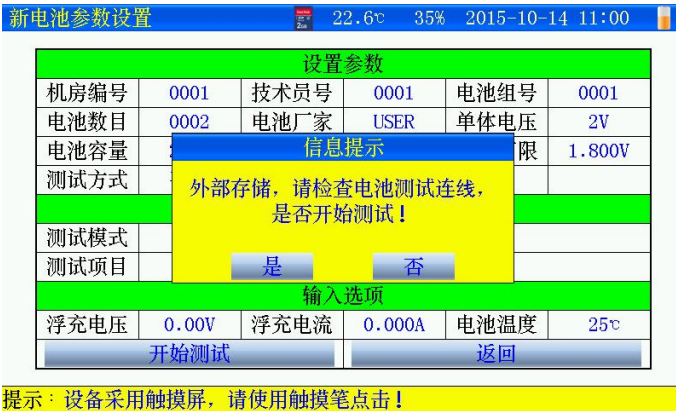 新电池参数设置 22.6℃ 35% 2015-10-14 11:00
设置参数
机房编号 0001 技术员号 0001 电池组号 0001
电池数目 0002 电池厂家 USER 单体电压 2V
电池容量 限 1.800V
信息提示
测试方式
外部存储，请检查电池测试连线，
是否开始测试！
测试模式
测试项目
是 否
输入选项
浮充电压 0.00V 浮充电流 0.000A 电池温度 25℃
开始测试 返回
提示：设备采用触摸屏，请使用触摸笔点击！